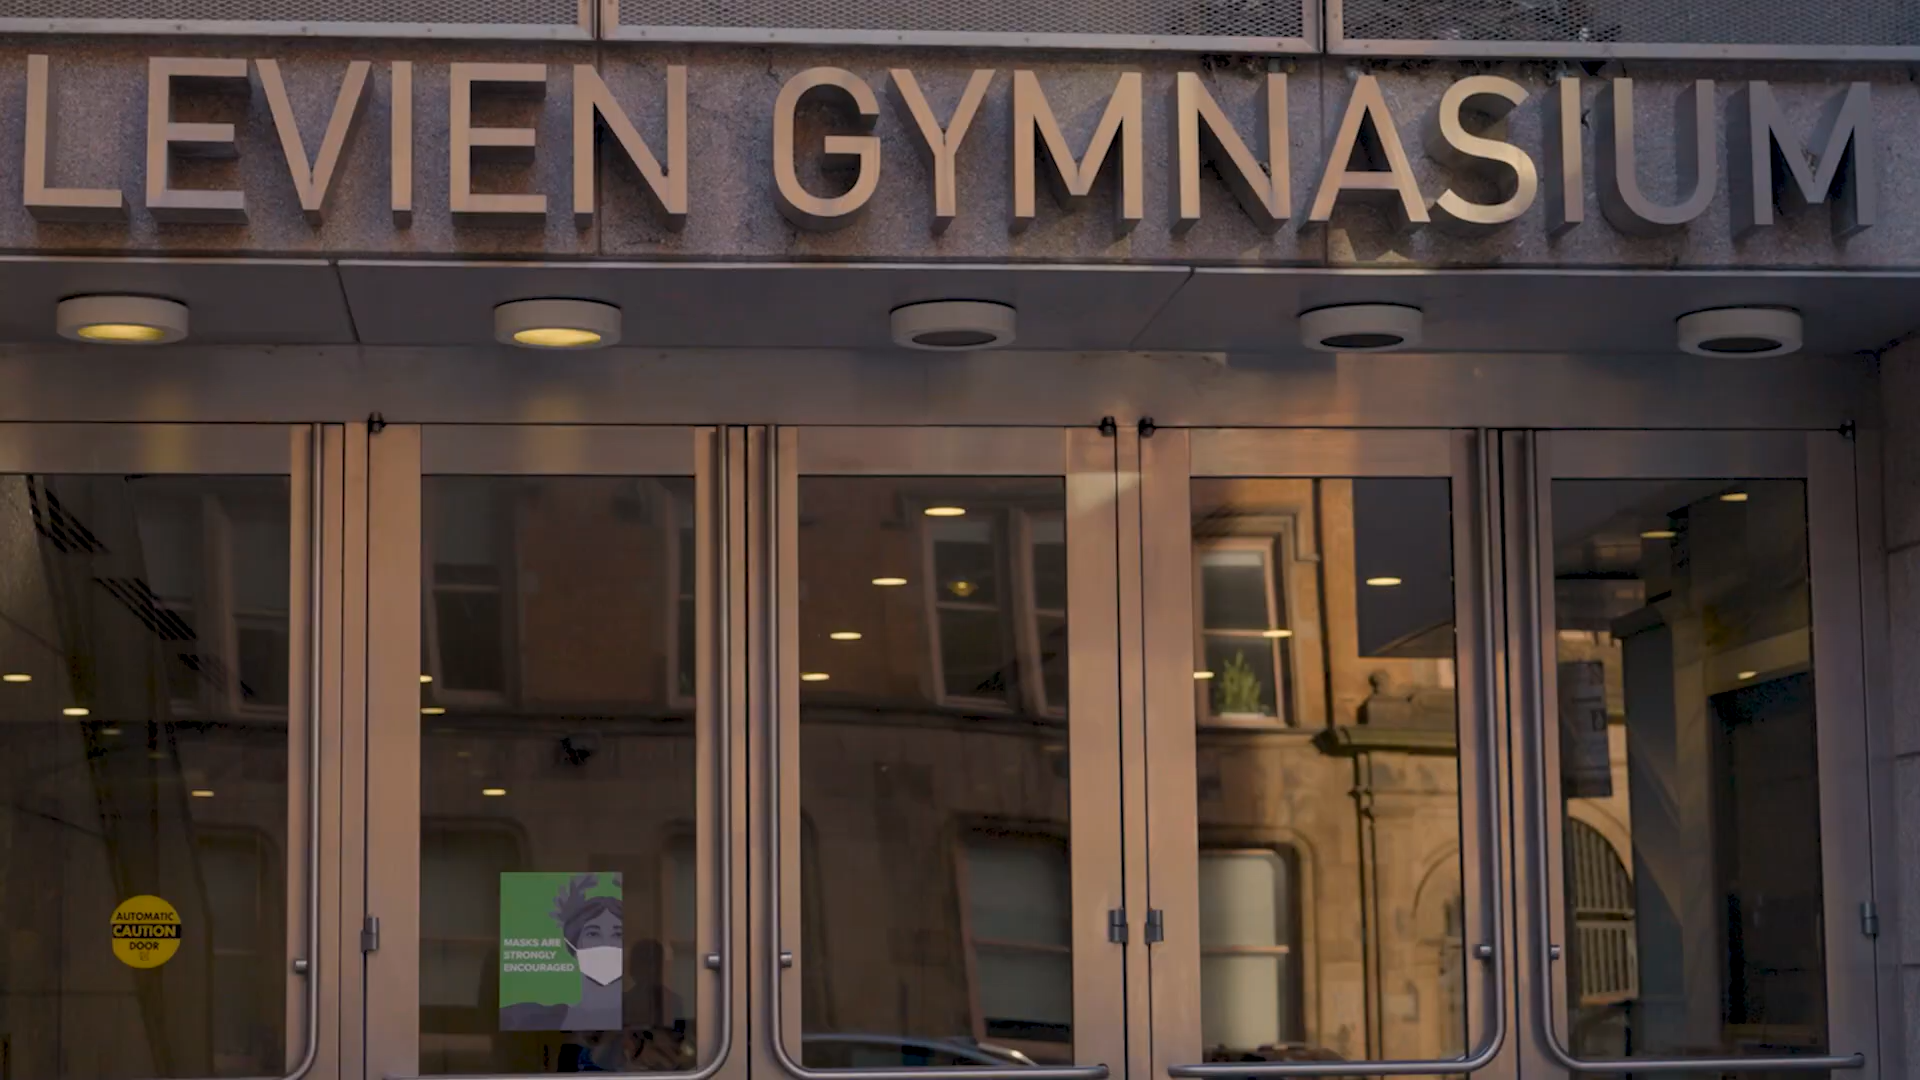 LEVIEN GYMNASIUM
AUTOMATIC
CAUTION
DOOR
MASKS ARE
STRONGLY
ENCOURAGED